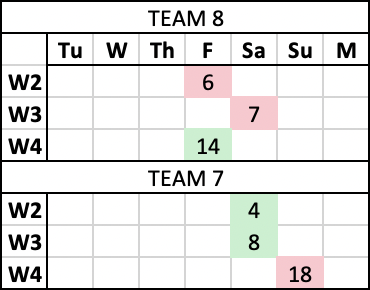 TEAM 8
Tu W Th F Sa Su M
W2 6
W3 7
W4 14
TEAM 7
W2 4
W3 8
W4 18